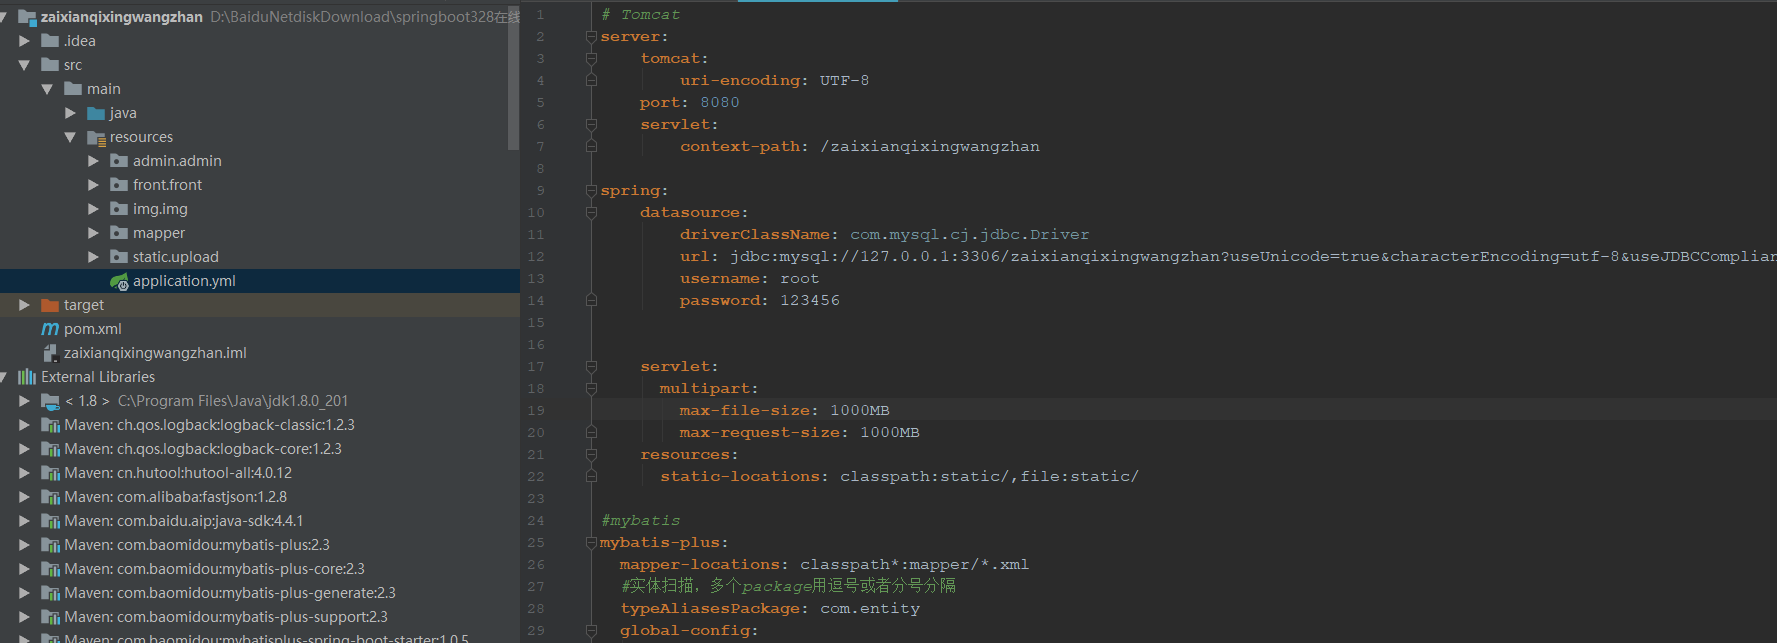 zaixianqixingwangzhan D:\BaiduNetdiskDownload\springboot328在线
.idea
src
main
java
resources
admin.admin
front.front
img.img
mapper
static.upload
application.yml
target
pom.xml
zaixianqixingwangzhan.iml
External Libraries
< 1.8 > C:\Program Files\Java\jdk1.8.0_201
Maven: ch.qos.logback:logback-classic:1.2.3
Maven: ch.qos.logback:logback-core:1.2.3
Maven: cn.hutool:hutool-all:4.0.12
Maven: com.alibaba:fastjson:1.2.8
Maven: com.baidu.aip:java-sdk:4.4.1
Maven: com.baomidou:mybatis-plus:2.3
Maven: com.baomidou:mybatis-plus-core:2.3
Maven: com.baomidou:mybatis-plus-generate:2.3
Maven: com.baomidou:mybatis-plus-support:2.3
Maven: com.baomidou:mybatisplus-spring-boot-starter:1.0.5
1 # Tomcat
2 server:
3 tomcat:
4 uri-encoding: UTF-8
5 port: 8080
6 servlet:
7 context-path: /zaixianqixingwangzhan
8
9 spring:
10 datasource:
11 driverClassName: com.mysql.cj.jdbc.Driver
12 url: jdbc:mysql://127.0.0.1:3306/zaixianqixingwangzhan?useUnicode=true&characterEncoding=utf-8&useJDBCComplian
13 username: root
14 password: 123456
15
16
17 servlet:
18 multipart:
19 max-file-size: 1000MB
20 max-request-size: 1000MB
21 resources:
22 static-locations: classpath:static/,file:static/
23
24 #mybatis
25 mybatis-plus:
26 mapper-locations: classpath*:mapper/*.xml
27 #实体扫描，多个package用逗号或者分号分隔
28 typeAliasesPackage: com.entity
29 global-config: